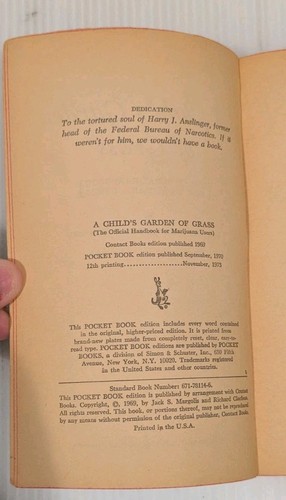 DEDICATION
To the tortured soul of Harry J. Anslinger, former
head of the Federal Bureau of Narcotics. If it
weren't for him, we wouldn't have a book.
A CHILD'S GARDEN OF GRASS
(The Official Handbook for Marijuana Users)
Contact Books edition published 1969
POCKET BOOK edition published September, 1970
12th printing.....................November, 1973
This POCKET BOOK edition includes every word contained
in the original, higher-priced edition. It is printed from
brand-new plates made from completely reset, clear, easy-to-
read type. POCKET BOOK editions are published by POCKET
BOOKS, a division of Simon & Schuster, Inc., 630 Fifth
Avenue, New York, N.Y. 10020. Trademarks registered
in the United States and other countries.
Standard Book Number: 671-78114-6.
This POCKET BOOK edition is published by arrangement with Contact
Books. Copyright, ©, 1969, by Jack S. Margolis and Richard Clorfene.
All rights reserved. This book, or portions thereof, may not be reproduced
by any means without permission of the original publisher, Contact Books.
Printed in the U.S.A.